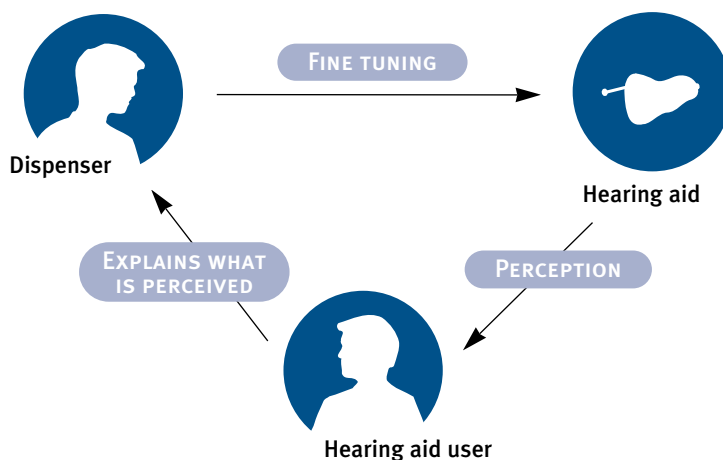 FINE TUNING
Dispenser
Hearing aid
EXPLAINS WHAT
IS PERCEIVED
PERCEPTION
Hearing aid user